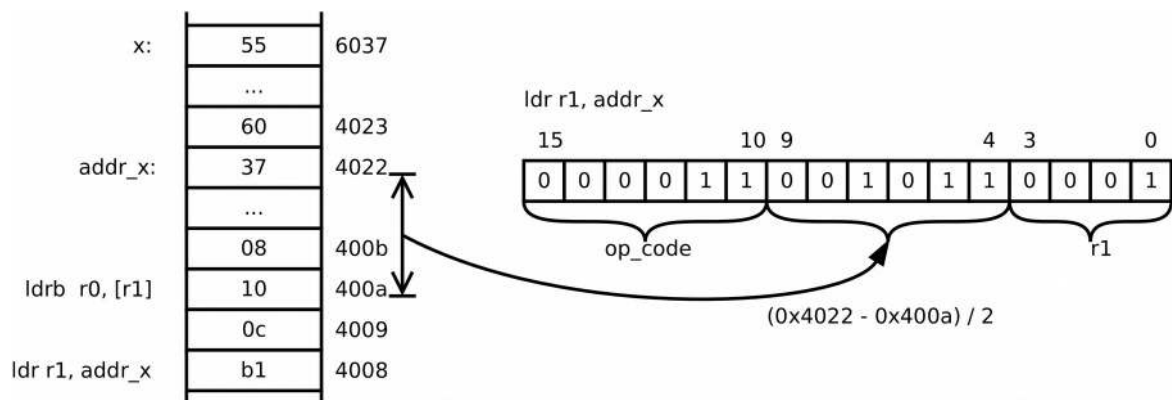 x: 55 6037
...
60 4023
addr_x: 37 4022
...
08 400b
ldrb r0, [r1] 10 400a
0c 4009
ldr r1, addr_x b1 4008
ldr r1, addr_x
15 10 9 4 3 0
0 0 0 0 1 1 0 0 1 0 1 1 0 0 0 1
op_code r1
(0x4022 - 0x400a) / 2